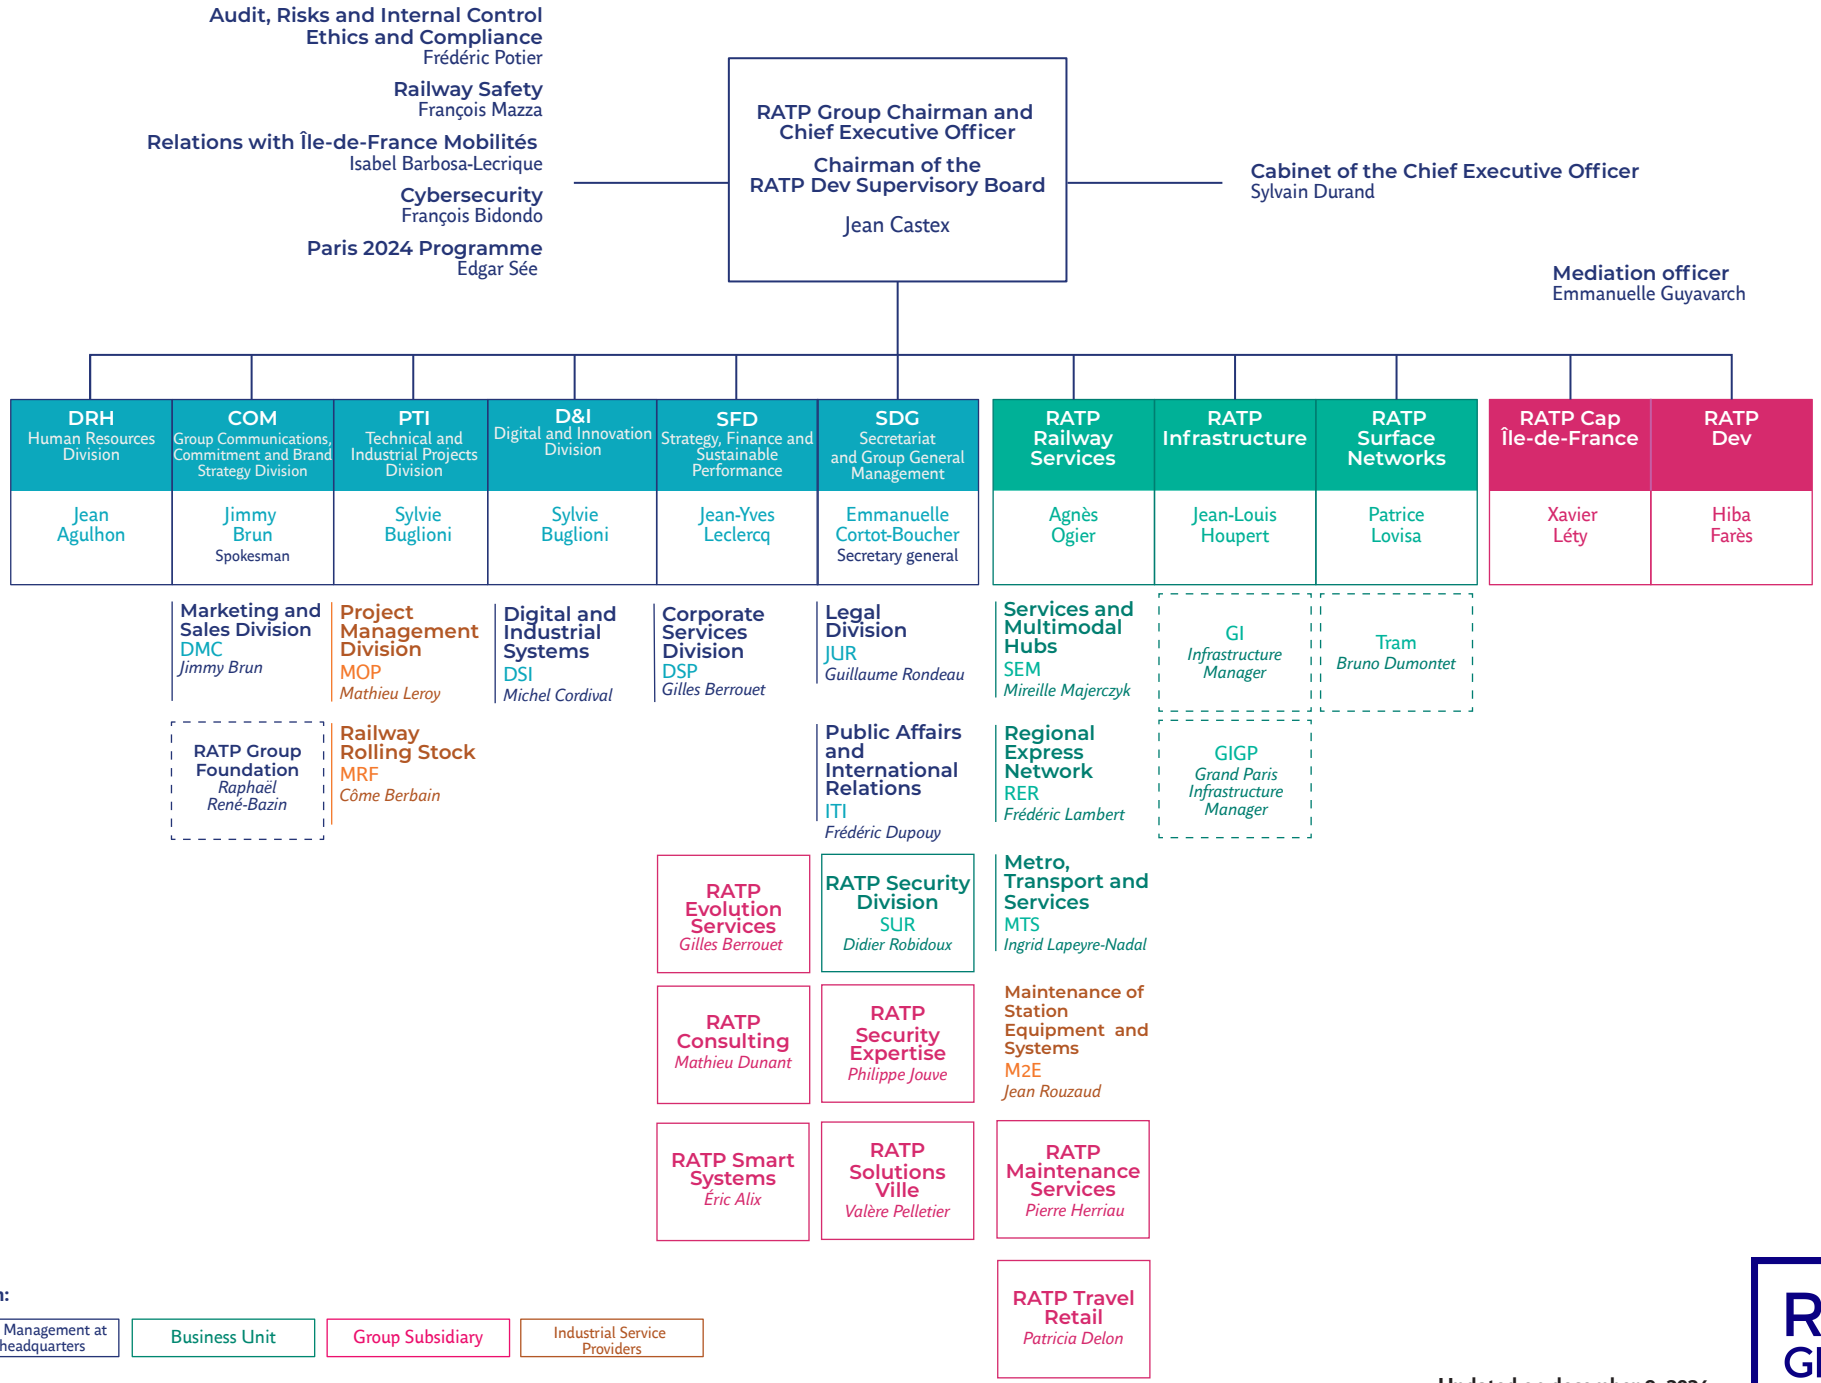 Audit, Risks and Internal Control
Ethics and Compliance
Frédéric Potier
Railway Safety
François Mazza
Relations with Île-de-France Mobilités
Isabel Barbosa-Lecrique
Cybersecurity
François Bidondo
Paris 2024 Programme
Edgar Sée
RATP Group Chairman and
Chief Executive Officer
Chairman of the
RATP Dev Supervisory Board
Jean Castex
Cabinet of the Chief Executive Officer
Sylvain Durand
Mediation officer
Emmanuelle Guyavarch
DRH
Human Resources
Division
Jean
Agulhon
COM
Group Communications,
Commitment and Brand
Strategy Division
Jimmy
Brun
Spokesman
Marketing and
Sales Division
DMC
Jimmy Brun
RATP Group
Foundation
Raphaël
René-Bazin
PTI
Technical and
Industrial Projects
Division
Sylvie
Buglioni
Project
Management
Division
MOP
Mathieu Leroy
Railway
Rolling Stock
MRF
Côme Berbain
D&I
Digital and Innovation
Division
Sylvie
Buglioni
Digital and
Industrial
Systems
DSI
Michel Cordival
SFD
Strategy, Finance and
Sustainable
Performance
Jean-Yves
Leclercq
Corporate
Services
Division
DSP
Gilles Berrouet
RATP
Evolution
Services
Gilles Berrouet
RATP
Consulting
Mathieu Dunant
RATP Smart
Systems
Éric Alix
SDG
Secretariat
and Group General
Management
Emmanuelle
Cortot-Boucher
Secretary general
Legal
Division
JUR
Guillaume Rondeau
Public Affairs
and
International
Relations
ITI
Frédéric Dupouy
RATP Security
Division
SUR
Didier Robidoux
RATP
Security
Expertise
Philippe Jouve
RATP
Solutions
Ville
Valère Pelletier
RATP
Railway
Services
Agnès
Ogier
Services and
Multimodal
Hubs
SEM
Mireille Majerczyk
Regional
Express
Network
RER
Frédéric Lambert
Metro,
Transport and
Services
MTS
Ingrid Lapeyre-Nadal
Maintenance of
Station
Equipment and
Systems
M2E
Jean Rouzaud
RATP
Maintenance
Services
Pierre Herriau
RATP Travel
Retail
Patricia Delon
RATP
Infrastructure
Jean-Louis
Houpert
GI
Infrastructure
Manager
GIGP
Grand Paris
Infrastructure
Manager
RATP
Surface
Networks
Patrice
Lovisa
Tram
Bruno Dumontet
RATP Cap
Île-de-France
Xavier
Léty
RATP
Dev
Hiba
Farès
Management at
headquarters
Business Unit
Group Subsidiary
Industrial Service
Providers